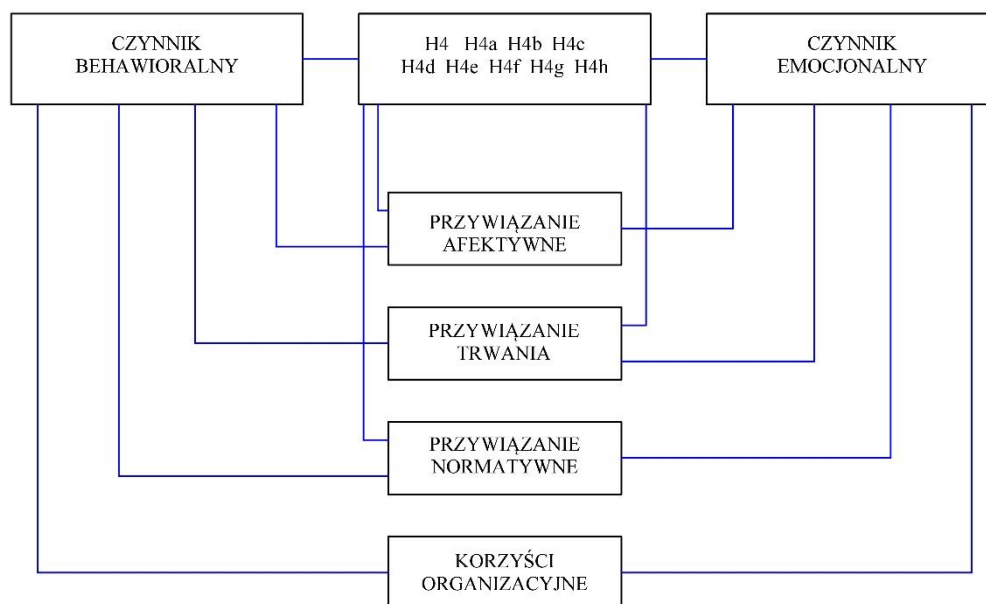 CZYNNIK
BEHAWIORALNY
H4 H4a H4b H4c
H4d H4e H4f H4g H4h
CZYNNIK
EMOCJONALNY
PRZYWIĄZANIE
AFEKTYWNE
PRZYWIĄZANIE
TRWANIA
PRZYWIĄZANIE
NORMATYWNE
KORZYŚCI
ORGANIZACYJNE